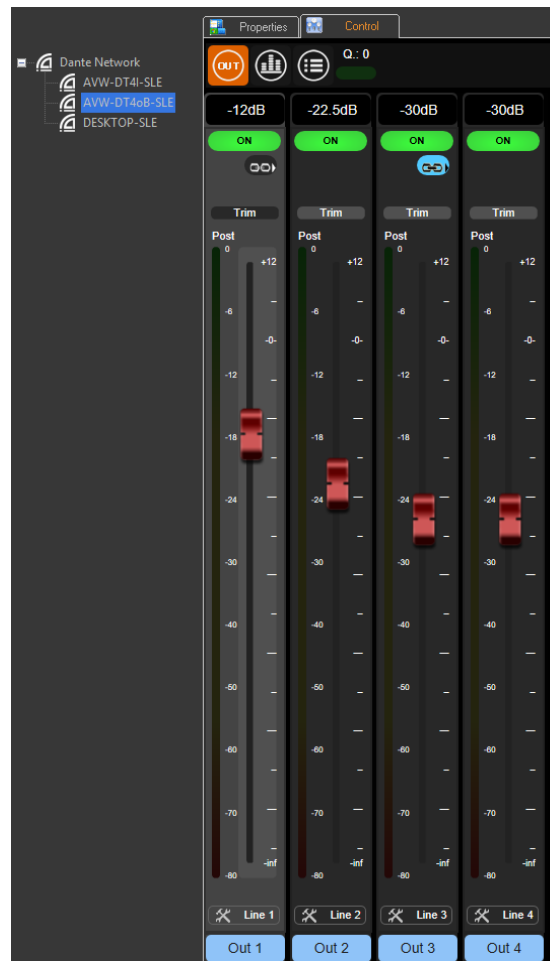 Properties
Control
Dante Network
AVW-DT4I-SLE
AVW-DT4oB-SLE
DESKTOP-SLE
OUT
Q.: 0
-12dB
-22.5dB
-30dB
-30dB
ON
ON
ON
ON
Trim
Trim
Trim
Trim
Post
Post
Post
Post
0
0
0
0
+12
+12
+12
+12
-6
-6
-6
-6
-0-
-0-
-0-
-0-
-12
-12
-12
-12
-18
-18
-18
-18
-24
-24
-24
-24
-30
-30
-30
-30
-40
-40
-40
-40
-50
-50
-50
-50
-60
-60
-60
-60
-70
-70
-70
-70
-inf
-inf
-inf
-inf
-80
-80
-80
-80
Line 1
Line 2
Line 3
Line 4
Out 1
Out 2
Out 3
Out 4